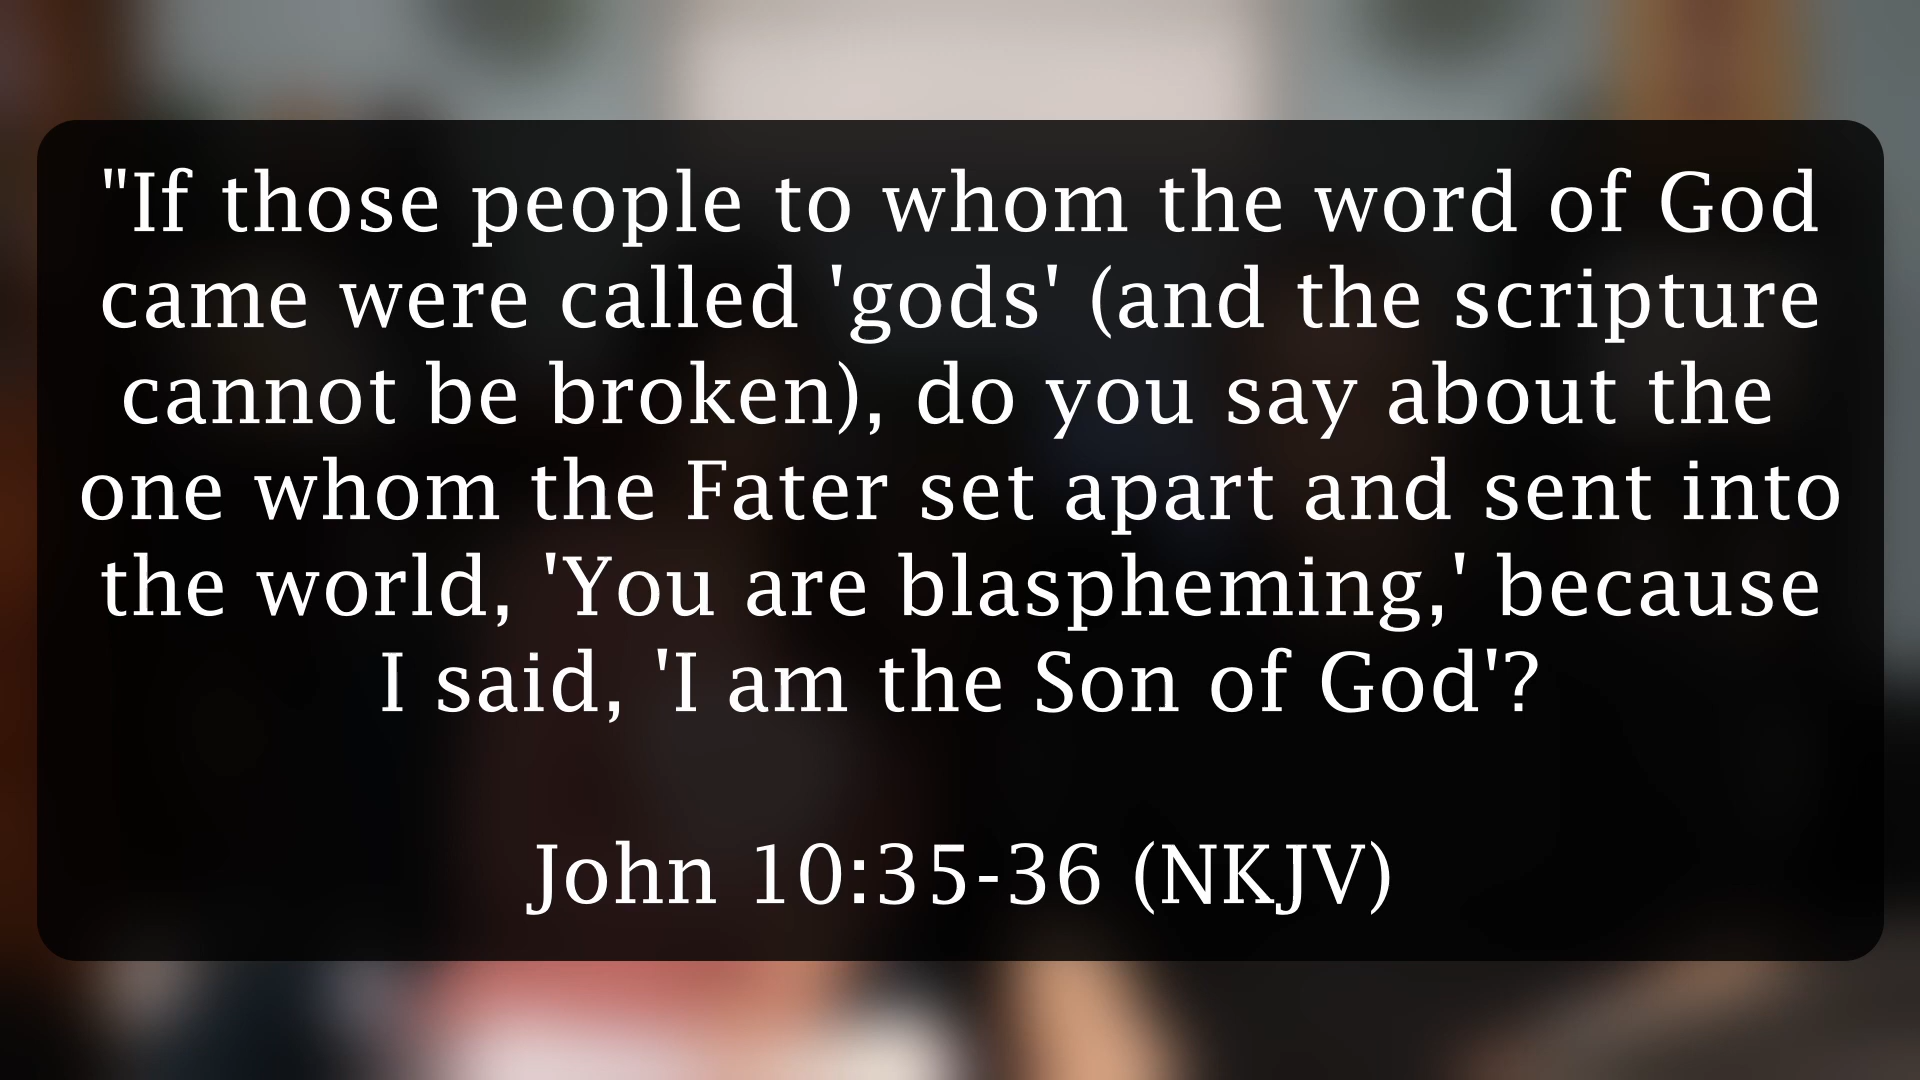 "If those people to whom the word of God
came were called 'gods' (and the scripture
cannot be broken), do you say about the
one whom the Fater set apart and sent into
the world, 'You are blaspheming,' because
I said, 'I am the Son of God'?
John 10:35-36 (NKJV)